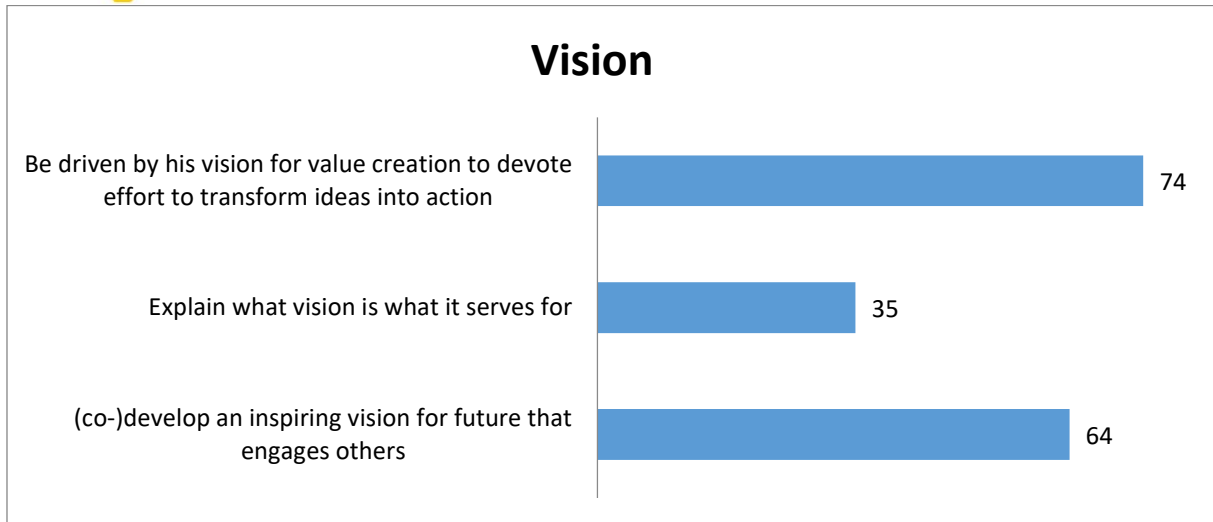 Vision
Be driven by his vision for value creation to devote
effort to transform ideas into action
74
Explain what vision is what it serves for
35
(co-)develop an inspiring vision for future that
engages others
64